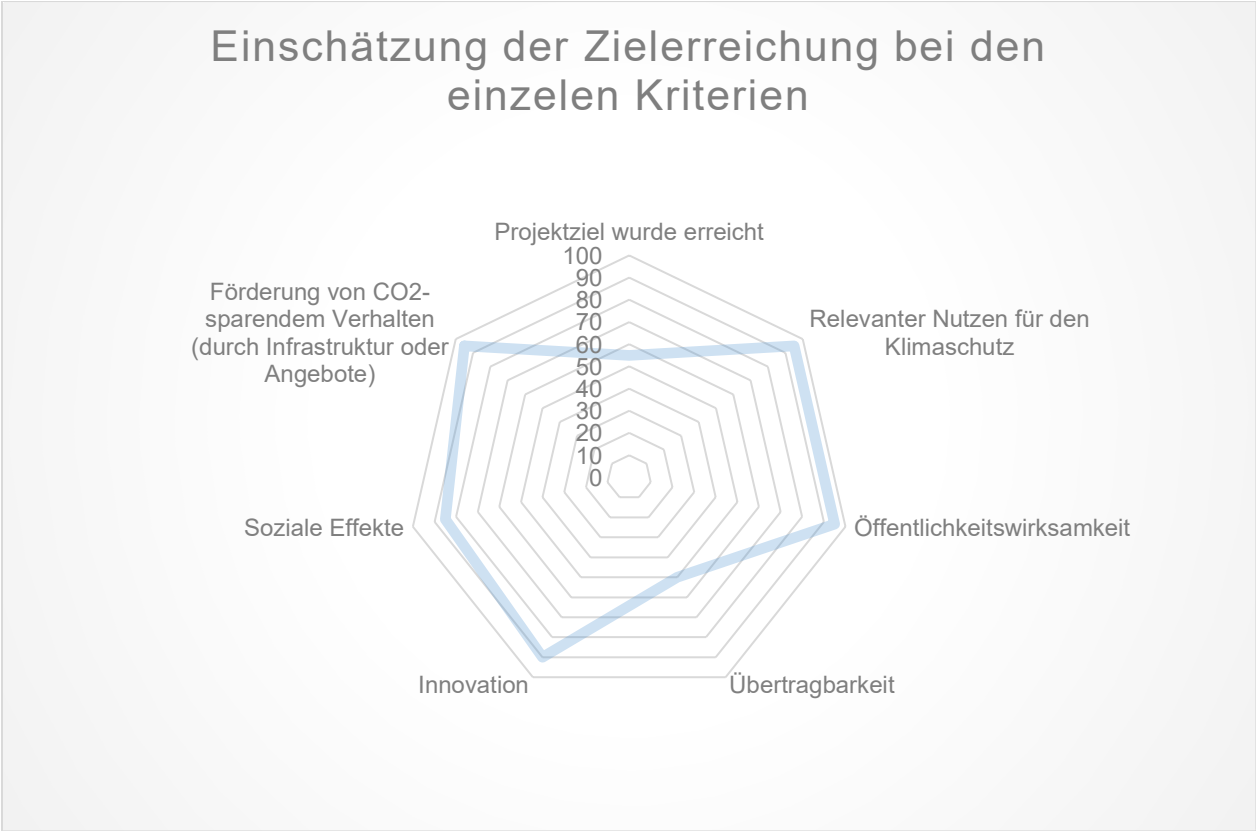 Einschätzung der Zielerreichung bei den
einzelen Kriterien
Projektziel wurde erreicht
100
90
80
70
60
50
40
30
20
10
0
Relevanter Nutzen für den
Klimaschutz
Öffentlichkeitswirksamkeit
Übertragbarkeit
Innovation
Soziale Effekte
Förderung von CO2-
sparendem Verhalten
(durch Infrastruktur oder
Angebote)